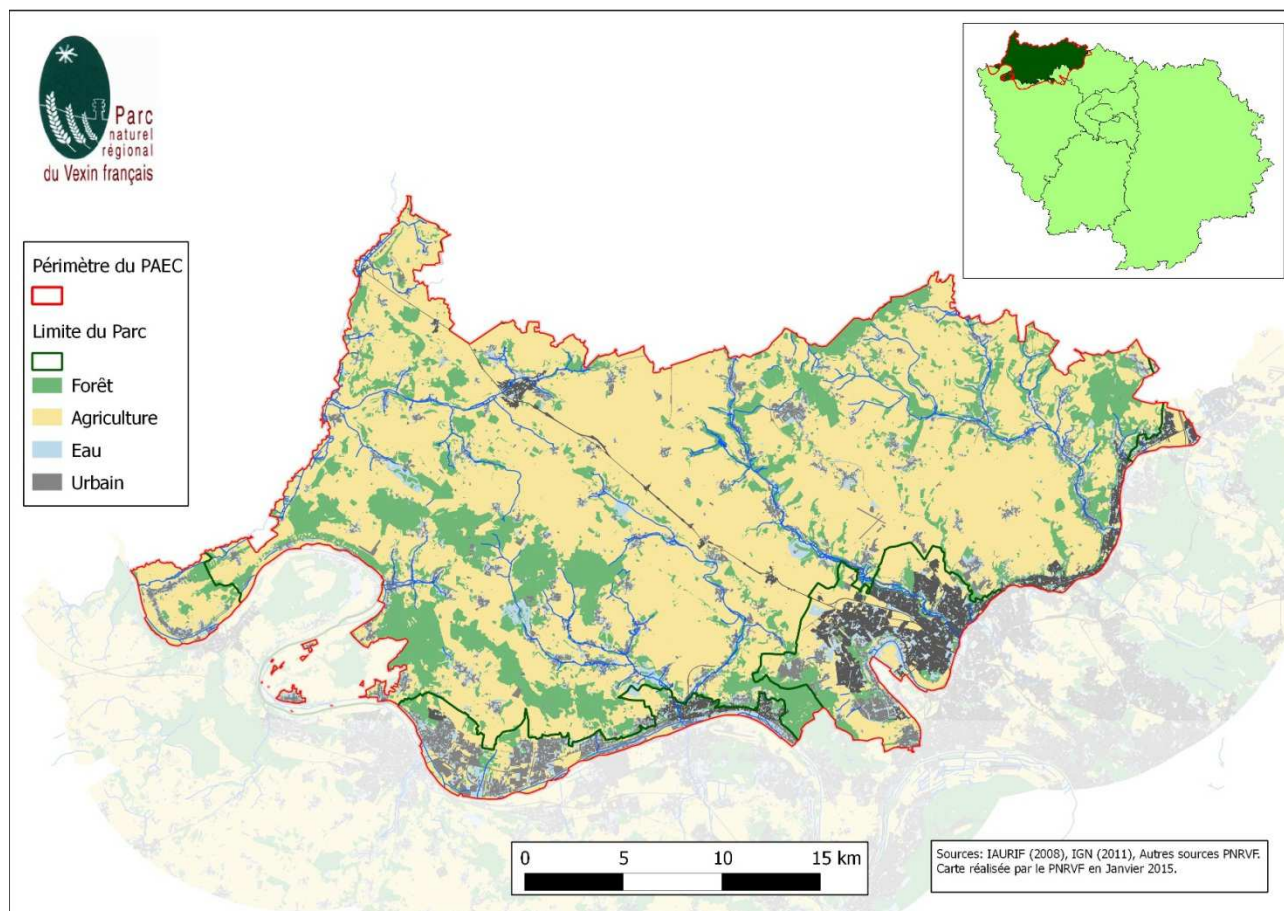 Parc
naturel
régional
du Vexin français
Périmètre du PAEC
Limite du Parc
Forêt
Agriculture
Eau
Urbain
0 5 10 15 km
Sources: IAURIF (2008), IGN (2011), Autres sources PNRVF.
Carte réalisée par le PNRVF en Janvier 2015.